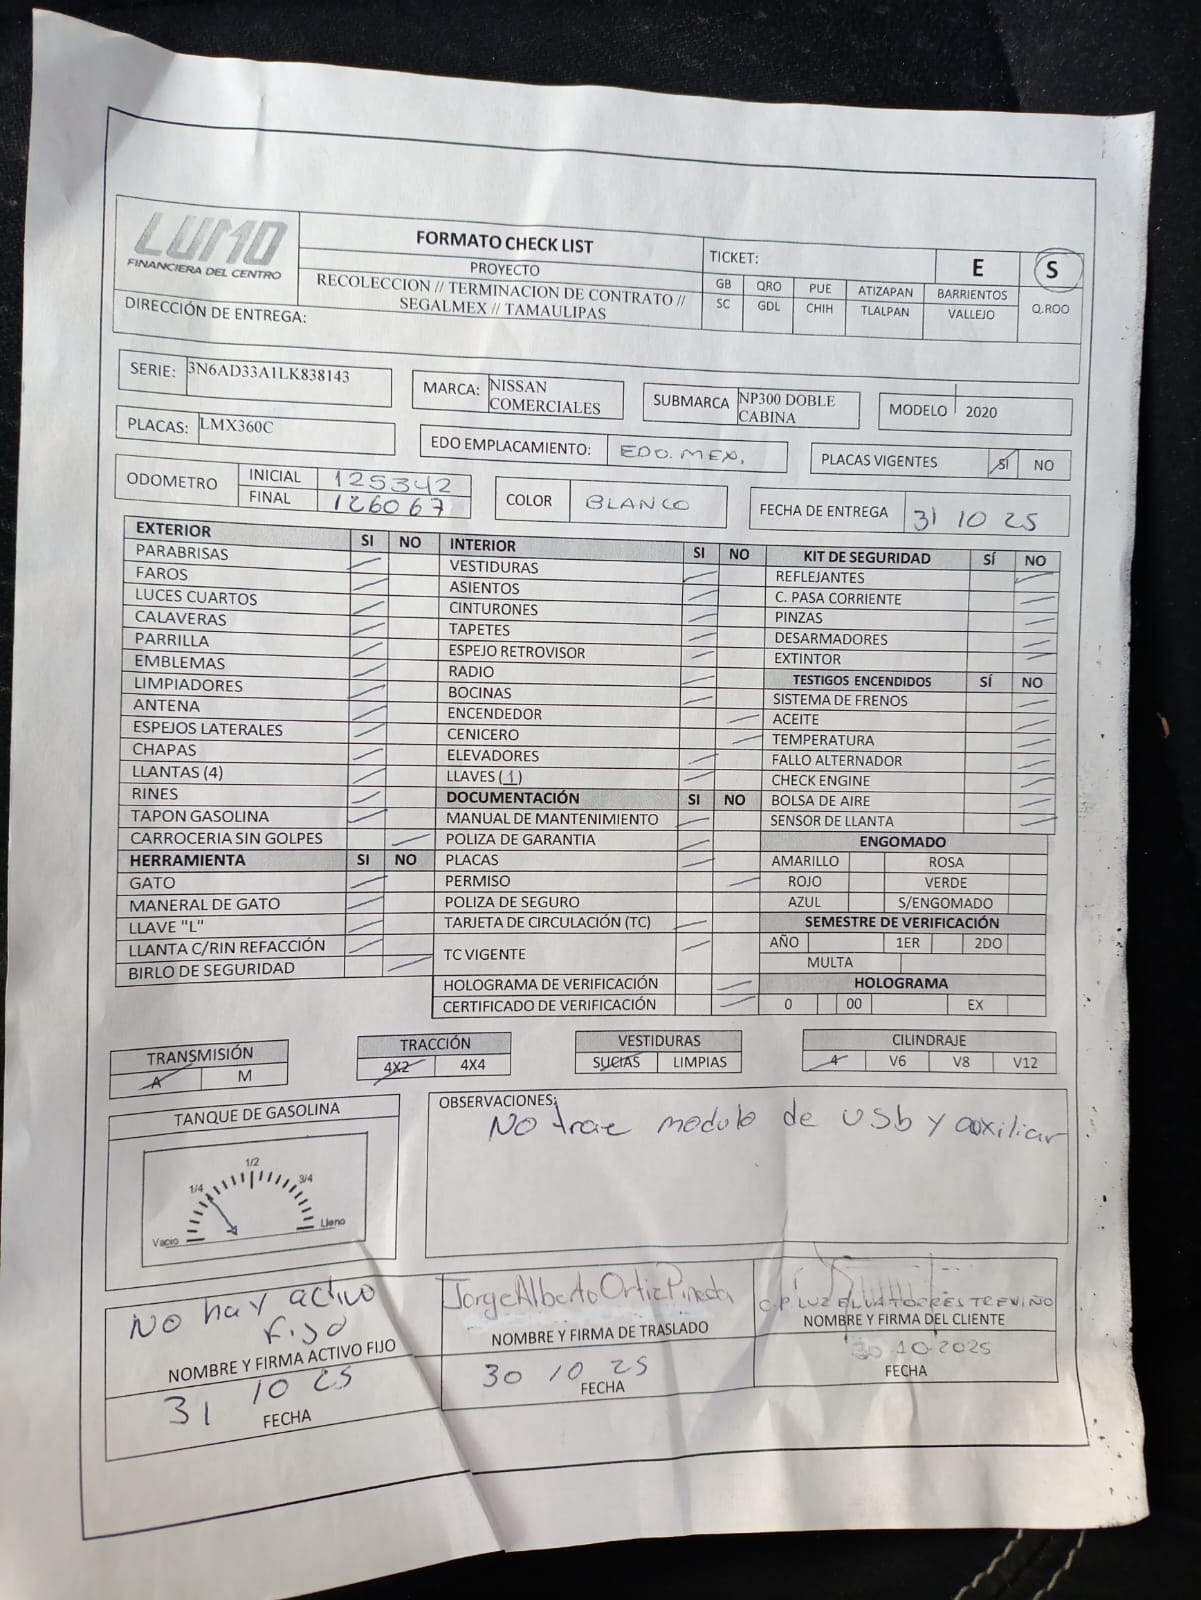 LUMO
FINANCIERA DEL CENTRO
FORMATO CHECK LIST
PROYECTO
RECOLECCION // TERMINACION DE CONTRATO //
SEGALMEX // TAMAULIPAS
TICKET:
E
S
GB QRO PUE ATIZAPAN BARRIENTOS
SC GDL CHIH TLALPAN VALLEJO
Q.ROO
DIRECCIÓN DE ENTREGA:
SERIE: 3N6AD33A1LK838143
MARCA: NISSAN
COMERCIALES
SUBMARCA NP300 DOBLE
CABINA
MODELO 2020
PLACAS: LMX360C
EDO EMPLACAMIENTO: EDO. MEX.
PLACAS VIGENTES SI NO
ODOMETRO
INICIAL 125342
FINAL 126067
COLOR BLANCO
FECHA DE ENTREGA 31 10 25
EXTERIOR SI NO
PARABRISAS
FAROS
LUCES CUARTOS
CALAVERAS
PARRILLA
EMBLEMAS
LIMPIADORES
ANTENA
ESPEJOS LATERALES
CHAPAS
LLANTAS (4)
RINES
TAPON GASOLINA
CARROCERIA SIN GOLPES
HERRAMIENTA SI NO
GATO
MANERAL DE GATO
LLAVE "L"
LLANTA C/RIN REFACCIÓN
BIRLO DE SEGURIDAD
INTERIOR SI NO
VESTIDURAS
ASIENTOS
CINTURONES
TAPETES
ESPEJO RETROVISOR
RADIO
BOCINAS
ENCENDEDOR
CENICERO
ELEVADORES
LLAVES (1)
DOCUMENTACIÓN SI NO
MANUAL DE MANTENIMIENTO
POLIZA DE GARANTIA
PLACAS
PERMISO
POLIZA DE SEGURO
TARJETA DE CIRCULACIÓN (TC)
TC VIGENTE
HOLOGRAMA DE VERIFICACIÓN
CERTIFICADO DE VERIFICACIÓN
KIT DE SEGURIDAD SÍ NO
REFLEJANTES
C. PASA CORRIENTE
PINZAS
DESARMADORES
EXTINTOR
TESTIGOS ENCENDIDOS SÍ NO
SISTEMA DE FRENOS
ACEITE
TEMPERATURA
FALLO ALTERNADOR
CHECK ENGINE
BOLSA DE AIRE
SENSOR DE LLANTA
ENGOMADO
AMARILLO ROSA
ROJO VERDE
AZUL S/ENGOMADO
SEMESTRE DE VERIFICACIÓN
AÑO 1ER 2DO
MULTA
HOLOGRAMA
0 00 EX
TRANSMISIÓN
A M
TRACCIÓN
4X2 4X4
VESTIDURAS
SUCIAS LIMPIAS
CILINDRAJE
4 V6 V8 V12
TANQUE DE GASOLINA
1/2
1/4 3/4
Vacio Lleno
OBSERVACIONES:
NO trae modulo de USb y auxiliar
No hay activo
fijo
NOMBRE Y FIRMA ACTIVO FIJO
31 10 25
FECHA
Jorge Alberto Ortiz Pineda
NOMBRE Y FIRMA DE TRASLADO
30 10 25
FECHA
C.P LUZ ELVA TORRES TREVIÑO
NOMBRE Y FIRMA DEL CLIENTE
30-10-2025
FECHA